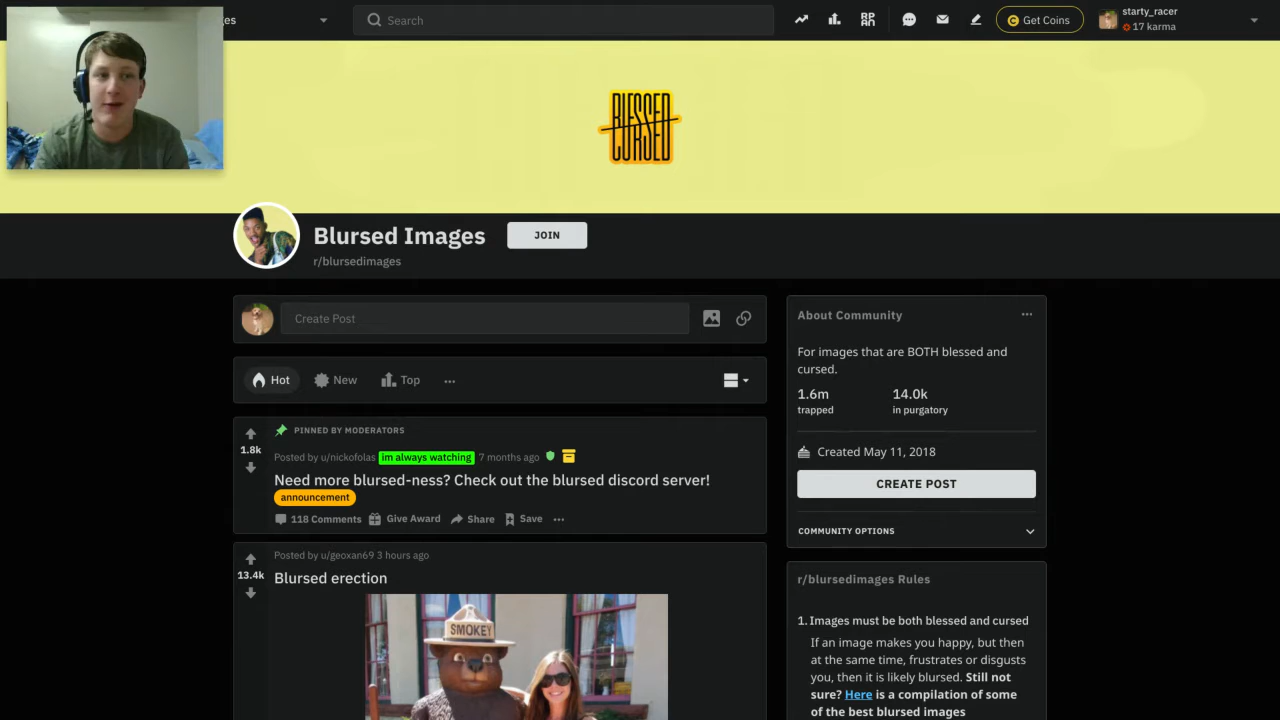 es
Search
Get Coins
starty_racer
17 karma
BLESSED
CURSED
Blursed Images
JOIN
r/blursedimages
Create Post
Hot
New
Top
PINNED BY MODERATORS
1.8k
Posted by u/nickofolas im always watching 7 months ago
Need more blursed-ness? Check out the blursed discord server!
announcement
118 Comments
Give Award
Share
Save
Posted by u/geoxan69 3 hours ago
13.4k
Blursed erection
SMOKEY
About Community
For images that are BOTH blessed and
cursed.
1.6m
14.0k
trapped
in purgatory
Created May 11, 2018
CREATE POST
COMMUNITY OPTIONS
r/blursedimages Rules
1. Images must be both blessed and cursed
If an image makes you happy, but then
at the same time, frustrates or disgusts
you, then it is likely blursed. Still not
sure? Here is a compilation of some
of the best blursed images